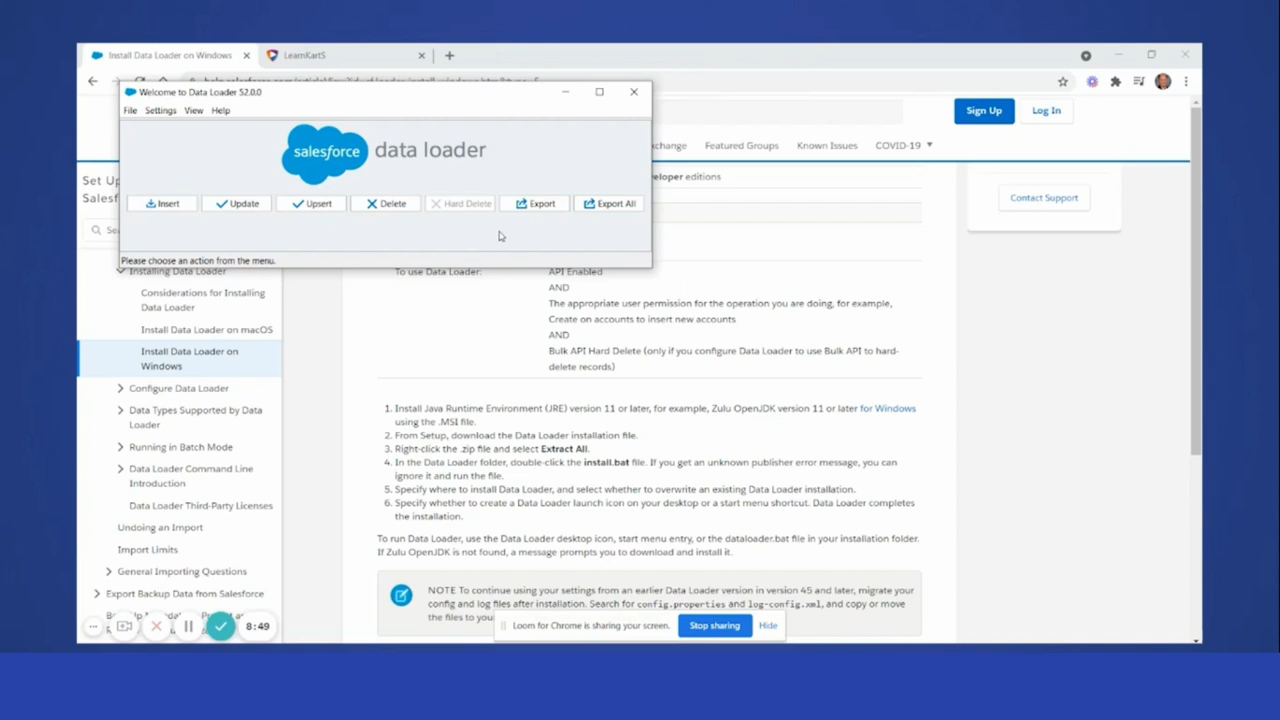 Install Data Loader on Windows
LearnKartS
Welcome to Data Loader 52.0.0
File Settings View Help
salesforce data loader
Insert Update Upsert Delete Hard Delete Export Export All
Please choose an action from the menu.
Sign Up Log In
Featured Groups Known Issues COVID-19
Contact Support
editions
Installing Data Loader
Considerations for Installing
Data Loader
Install Data Loader on macOS
Install Data Loader on
Windows
Configure Data Loader
Data Types Supported by Data
Loader
Running in Batch Mode
Data Loader Command Line
Introduction
Data Loader Third-Party Licenses
Undoing an Import
Import Limits
General Importing Questions
Export Backup Data from Salesforce
To use Data Loader: API Enabled
AND
The appropriate user permission for the operation you are doing, for example,
Create on accounts to insert new accounts
AND
Bulk API Hard Delete (only if you configure Data Loader to use Bulk API to hard-
delete records)
1. Install Java Runtime Environment (JRE) version 11 or later, for example, Zulu OpenJDK version 11 or later for Windows
using the .MSI file.
2. From Setup, download the Data Loader installation file.
3. Right-click the .zip file and select Extract All.
4. In the Data Loader folder, double-click the install.bat file. If you get an unknown publisher error message, you can
ignore it and run the file.
5. Specify where to install Data Loader, and select whether to overwrite an existing Data Loader installation.
6. Specify whether to create a Data Loader launch icon on your desktop or a start menu shortcut. Data Loader completes
the installation.
To run Data Loader, use the Data Loader desktop icon, start menu entry, or the dataloader.bat file in your installation folder.
If Zulu OpenJDK is not found, a message prompts you to download and install it.
NOTE To continue using your settings from an earlier Data Loader version in version 45 and later, migrate your
config and log files after installation. Search for config.properties and log-config.xml, and copy or move
the files to
8:49
Loom for Chrome is sharing your screen. Stop sharing Hide